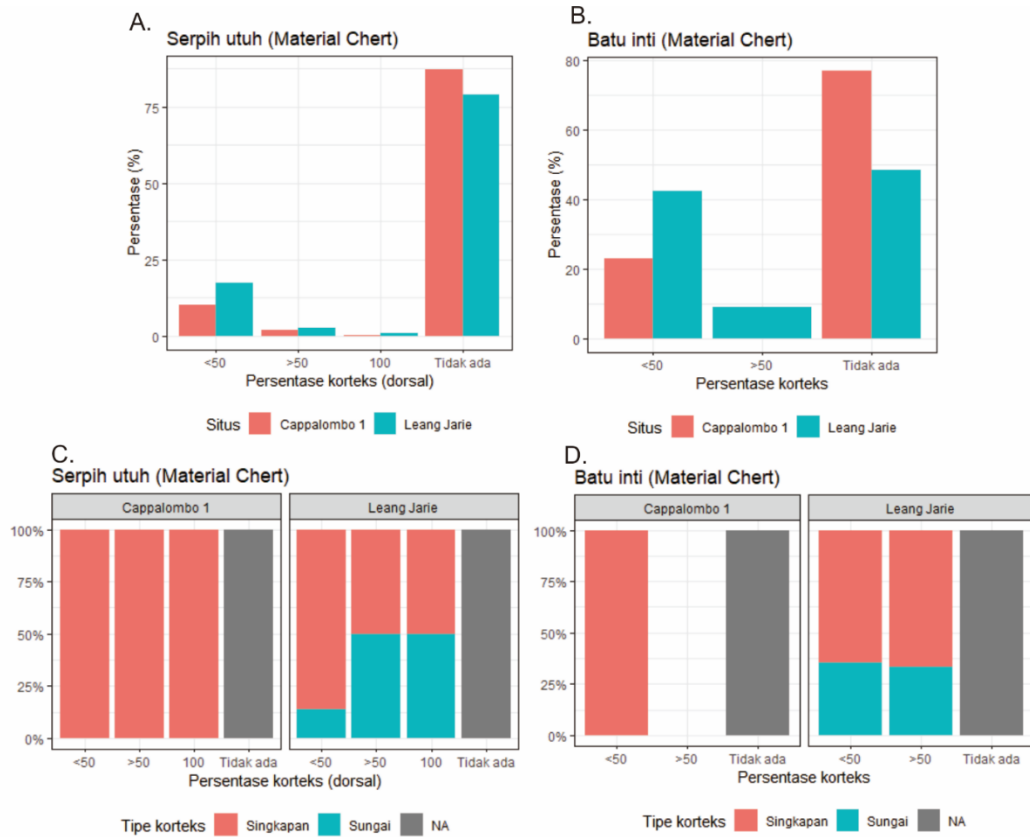 A.
Serpih utuh (Material Chert)
Persentase (%)
75
50
25
0
<50 >50 100 Tidak ada
Persentase korteks (dorsal)
Situs Cappalombo 1 Leang Jarie
B.
Batu inti (Material Chert)
Persentase (%)
80
60
40
20
0
<50 >50 Tidak ada
Persentase korteks
Situs Cappalombo 1 Leang Jarie
C.
Serpih utuh (Material Chert)
Cappalombo 1 Leang Jarie
100%
75%
50%
25%
0%
<50 >50 100 Tidak ada <50 >50 100 Tidak ada
Persentase korteks (dorsal)
Tipe korteks Singkapan Sungai NA
D.
Batu inti (Material Chert)
Cappalombo 1 Leang Jarie
100%
75%
50%
25%
0%
<50 >50 Tidak ada <50 >50 Tidak ada
Persentase korteks
Tipe korteks Singkapan Sungai NA